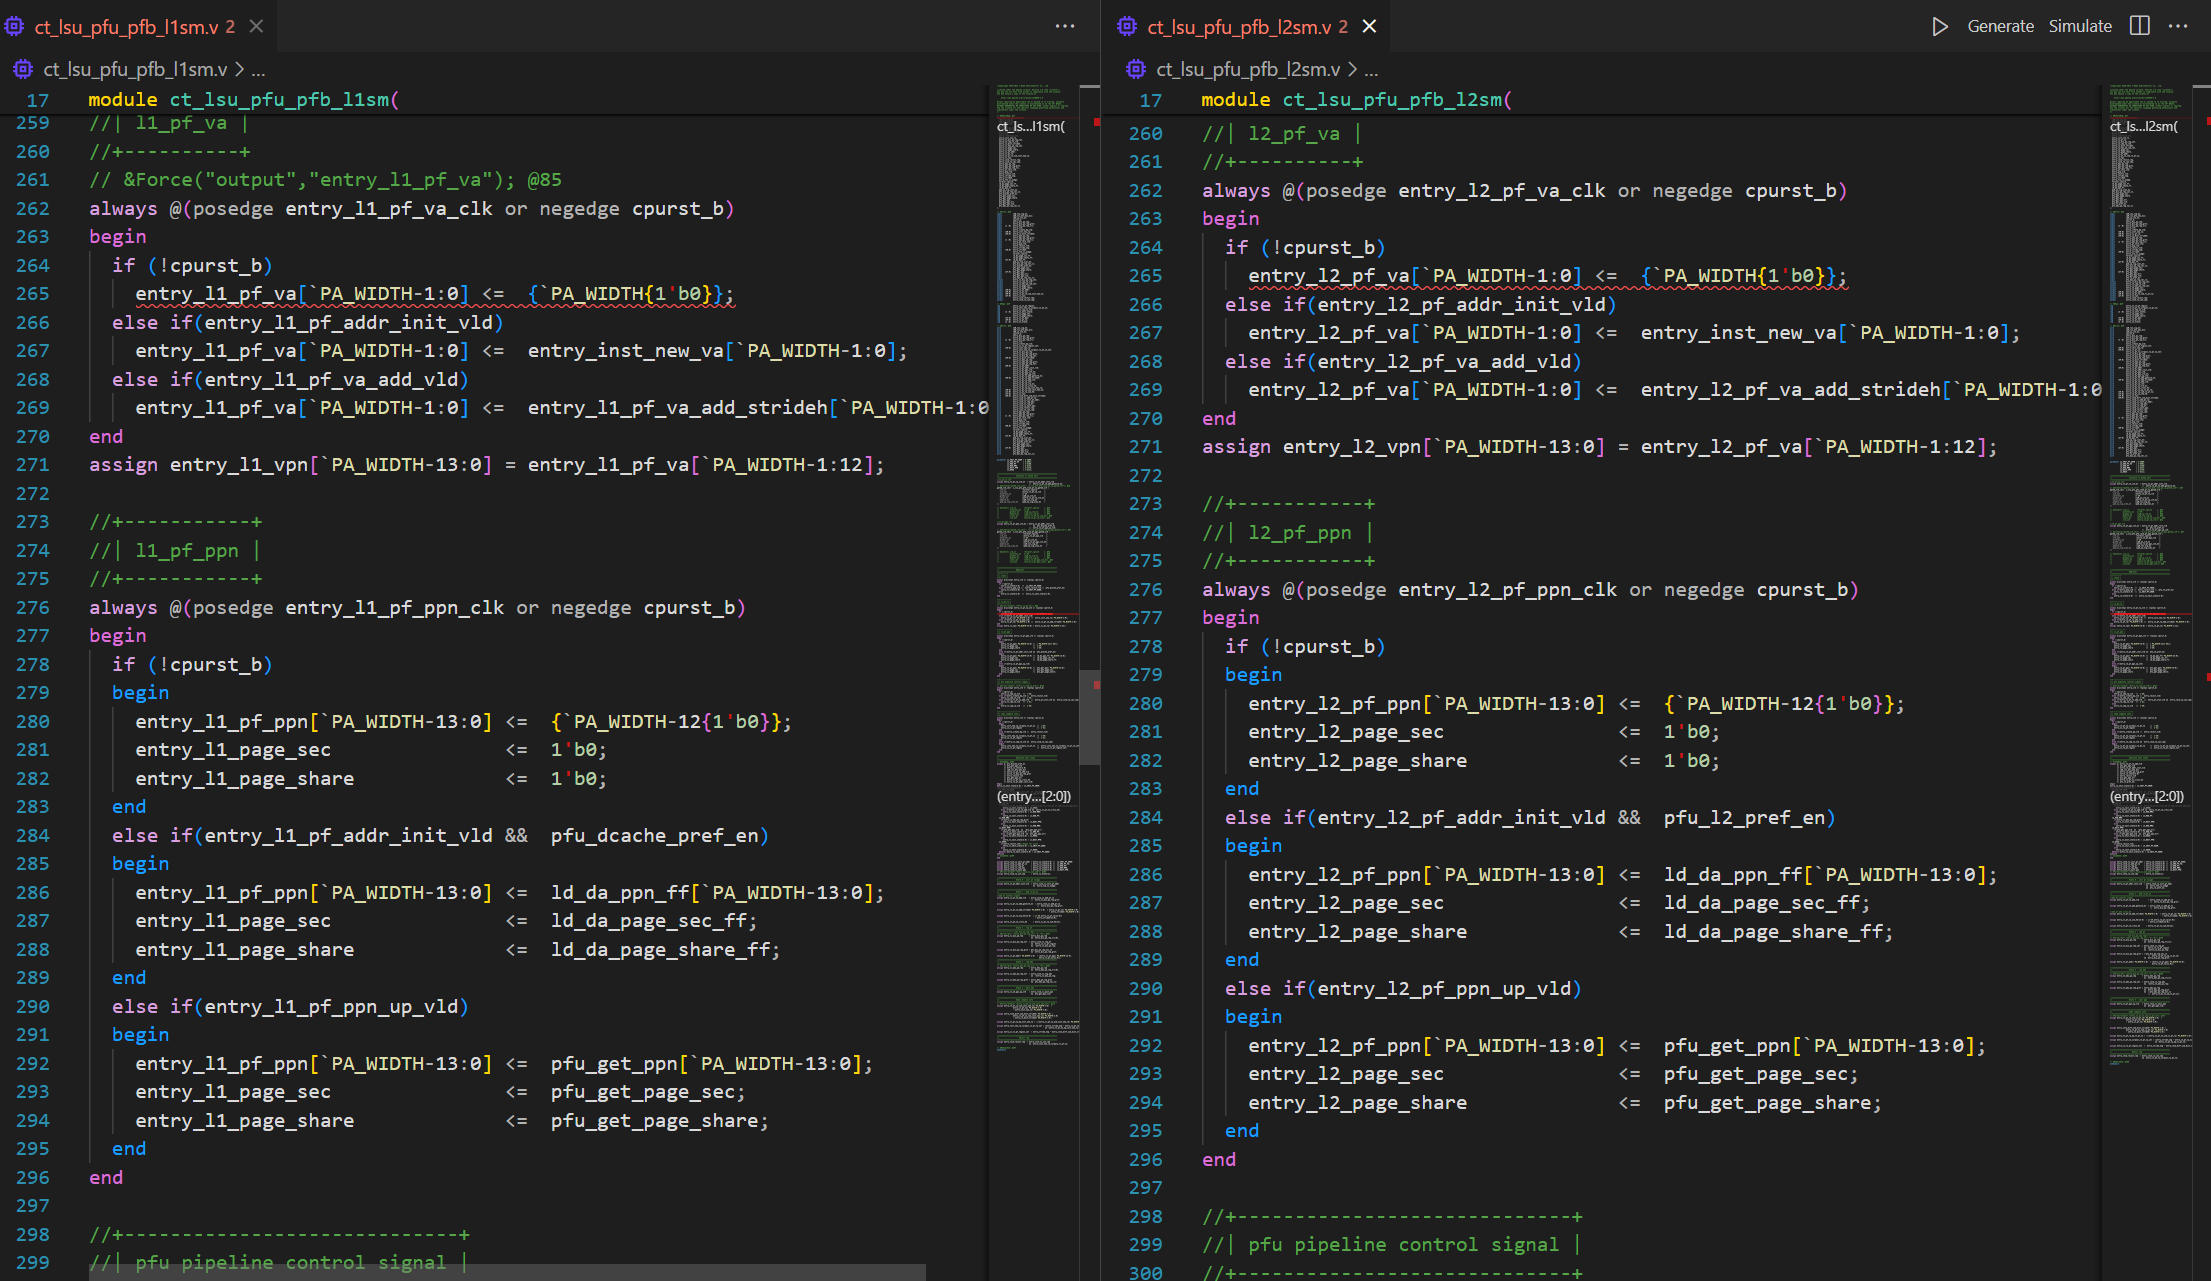 ct_lsu_pfu_pfb_l1sm.v 2
ct_lsu_pfu_pfb_l1sm.v > ...
17 module ct_lsu_pfu_pfb_l1sm(
259 //| l1_pf_va |
260 //+----------+
261 // &Force("output","entry_l1_pf_va"); @85
262 always @(posedge entry_l1_pf_va_clk or negedge cpurst_b)
263 begin
264   if (!cpurst_b)
265     entry_l1_pf_va[`PA_WIDTH-1:0] <=  {`PA_WIDTH{1'b0}};
266   else if(entry_l1_pf_addr_init_vld)
267     entry_l1_pf_va[`PA_WIDTH-1:0] <=  entry_inst_new_va[`PA_WIDTH-1:0];
268   else if(entry_l1_pf_va_add_vld)
269     entry_l1_pf_va[`PA_WIDTH-1:0] <=  entry_l1_pf_va_add_strideh[`PA_WIDTH-1:0
270 end
271 assign entry_l1_vpn[`PA_WIDTH-13:0] = entry_l1_pf_va[`PA_WIDTH-1:12];
272
273 //+-----------+
274 //| l1_pf_ppn |
275 //+-----------+
276 always @(posedge entry_l1_pf_ppn_clk or negedge cpurst_b)
277 begin
278   if (!cpurst_b)
279   begin
280     entry_l1_pf_ppn[`PA_WIDTH-13:0] <=  {`PA_WIDTH-12{1'b0}};
281     entry_l1_page_sec               <=  1'b0;
282     entry_l1_page_share             <=  1'b0;
283   end
284   else if(entry_l1_pf_addr_init_vld &&  pfu_dcache_pref_en)
285   begin
286     entry_l1_pf_ppn[`PA_WIDTH-13:0] <=  ld_da_ppn_ff[`PA_WIDTH-13:0];
287     entry_l1_page_sec               <=  ld_da_page_sec_ff;
288     entry_l1_page_share             <=  ld_da_page_share_ff;
289   end
290   else if(entry_l1_pf_ppn_up_vld)
291   begin
292     entry_l1_pf_ppn[`PA_WIDTH-13:0] <=  pfu_get_ppn[`PA_WIDTH-13:0];
293     entry_l1_page_sec               <=  pfu_get_page_sec;
294     entry_l1_page_share             <=  pfu_get_page_share;
295   end
296 end
297
298 //+-----------------------------+
299 //| pfu pipeline control signal |
ct_ls...l1sm(
(entry...[2:0])
ct_lsu_pfu_pfb_l2sm.v 2
Generate Simulate
ct_lsu_pfu_pfb_l2sm.v > ...
17 module ct_lsu_pfu_pfb_l2sm(
260 //| l2_pf_va |
261 //+----------+
262 always @(posedge entry_l2_pf_va_clk or negedge cpurst_b)
263 begin
264   if (!cpurst_b)
265     entry_l2_pf_va[`PA_WIDTH-1:0] <=  {`PA_WIDTH{1'b0}};
266   else if(entry_l2_pf_addr_init_vld)
267     entry_l2_pf_va[`PA_WIDTH-1:0] <=  entry_inst_new_va[`PA_WIDTH-1:0];
268   else if(entry_l2_pf_va_add_vld)
269     entry_l2_pf_va[`PA_WIDTH-1:0] <=  entry_l2_pf_va_add_strideh[`PA_WIDTH-1:0
270 end
271 assign entry_l2_vpn[`PA_WIDTH-13:0] = entry_l2_pf_va[`PA_WIDTH-1:12];
272
273 //+-----------+
274 //| l2_pf_ppn |
275 //+-----------+
276 always @(posedge entry_l2_pf_ppn_clk or negedge cpurst_b)
277 begin
278   if (!cpurst_b)
279   begin
280     entry_l2_pf_ppn[`PA_WIDTH-13:0] <=  {`PA_WIDTH-12{1'b0}};
281     entry_l2_page_sec               <=  1'b0;
282     entry_l2_page_share             <=  1'b0;
283   end
284   else if(entry_l2_pf_addr_init_vld &&  pfu_l2_pref_en)
285   begin
286     entry_l2_pf_ppn[`PA_WIDTH-13:0] <=  ld_da_ppn_ff[`PA_WIDTH-13:0];
287     entry_l2_page_sec               <=  ld_da_page_sec_ff;
288     entry_l2_page_share             <=  ld_da_page_share_ff;
289   end
290   else if(entry_l2_pf_ppn_up_vld)
291   begin
292     entry_l2_pf_ppn[`PA_WIDTH-13:0] <=  pfu_get_ppn[`PA_WIDTH-13:0];
293     entry_l2_page_sec               <=  pfu_get_page_sec;
294     entry_l2_page_share             <=  pfu_get_page_share;
295   end
296 end
297
298 //+-----------------------------+
299 //| pfu pipeline control signal |
300 //+-----------------------------+
ct_ls...l2sm(
(entry...[2:0])